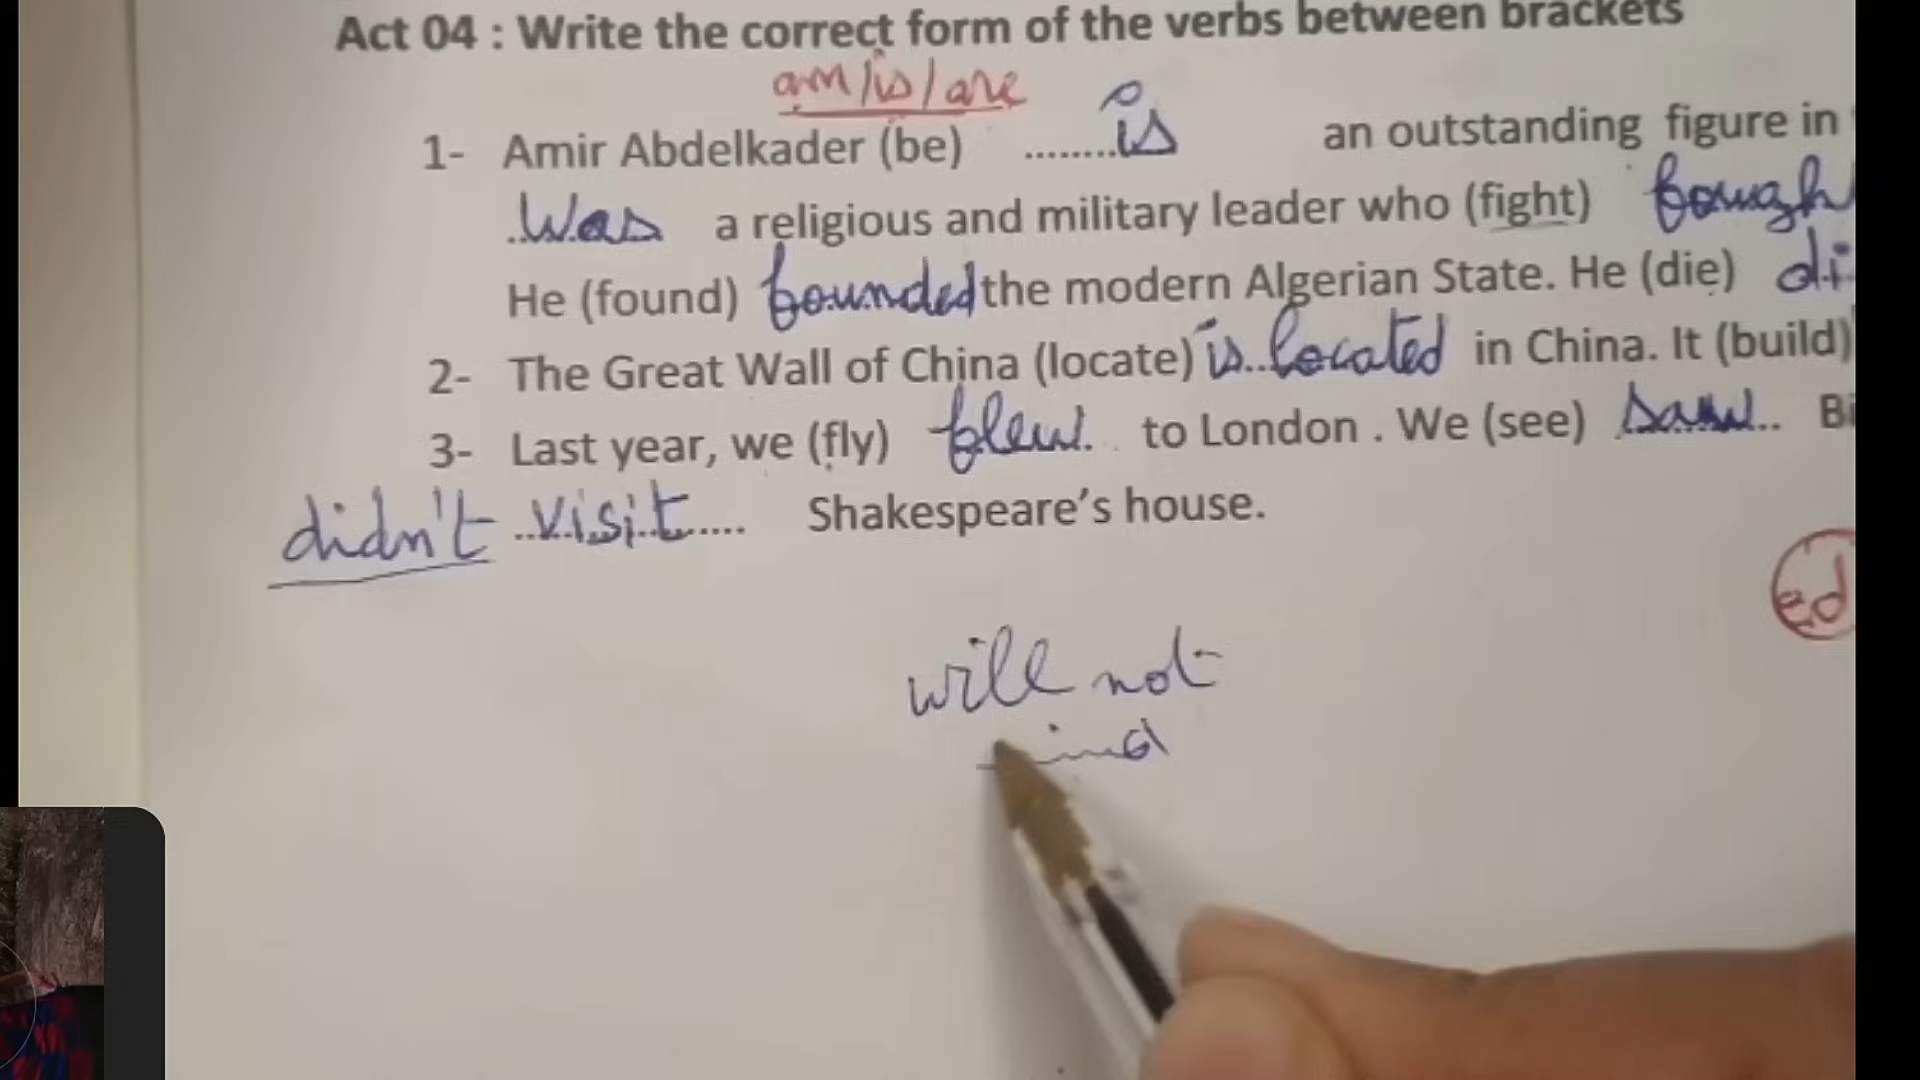 Act 04 : Write the correct form of the verbs between brackets
am/is/are
1- Amir Abdelkader (be) ........is an outstanding figure in
was a religious and military leader who (fight) fough
He (found) founded the modern Algerian State. He (die) di
2- The Great Wall of China (locate) is located in China. It (build)
3- Last year, we (fly) flew to London . We (see) saw.. Bi
didn't visit..... Shakespeare's house.
ed
will not